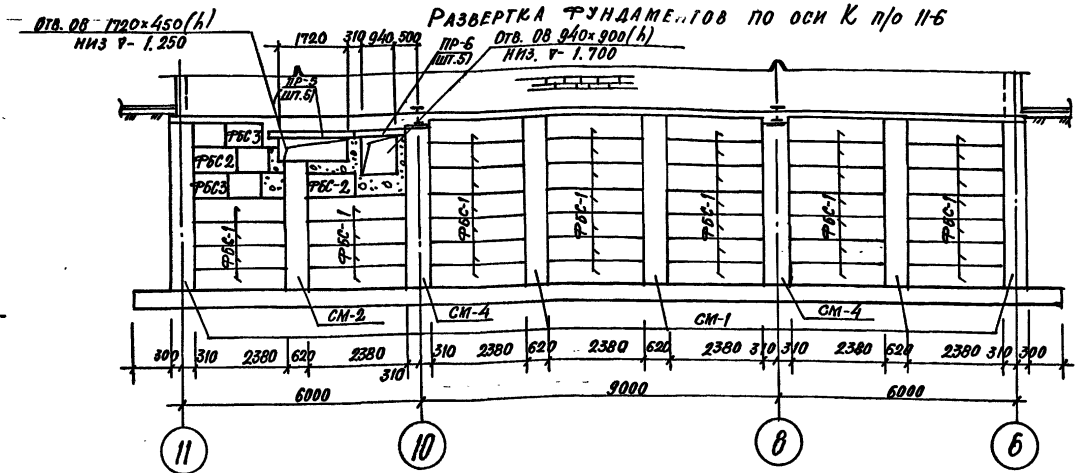 РАЗВЕРТКА ФУНДАМЕНТОВ ПО ОСИ К п/о 11-6
ОТВ. ОВ 1720×450(h)
НИЗ ∇- 1.250
1720 310 940 500
ПР-6
(ШТ.5)
ОТВ. ОВ 940×900(h)
НИЗ. ∇- 1.700
ПР-5
(ШТ.6)
ФБС3
ФБС2
ФБС3
ФБС-2
ФБС-1
ФБС-1
ФБС-1
ФБС-1
ФБС-1
ФБС-1
ФБС-1
СМ-2
СМ-4
СМ-1
СМ-4
300 310 2380 620 2380 310 310 2380 620 2380 620 2380 310 310 2380 620 2380 310 300
6000 9000 6000
11 10 8 6